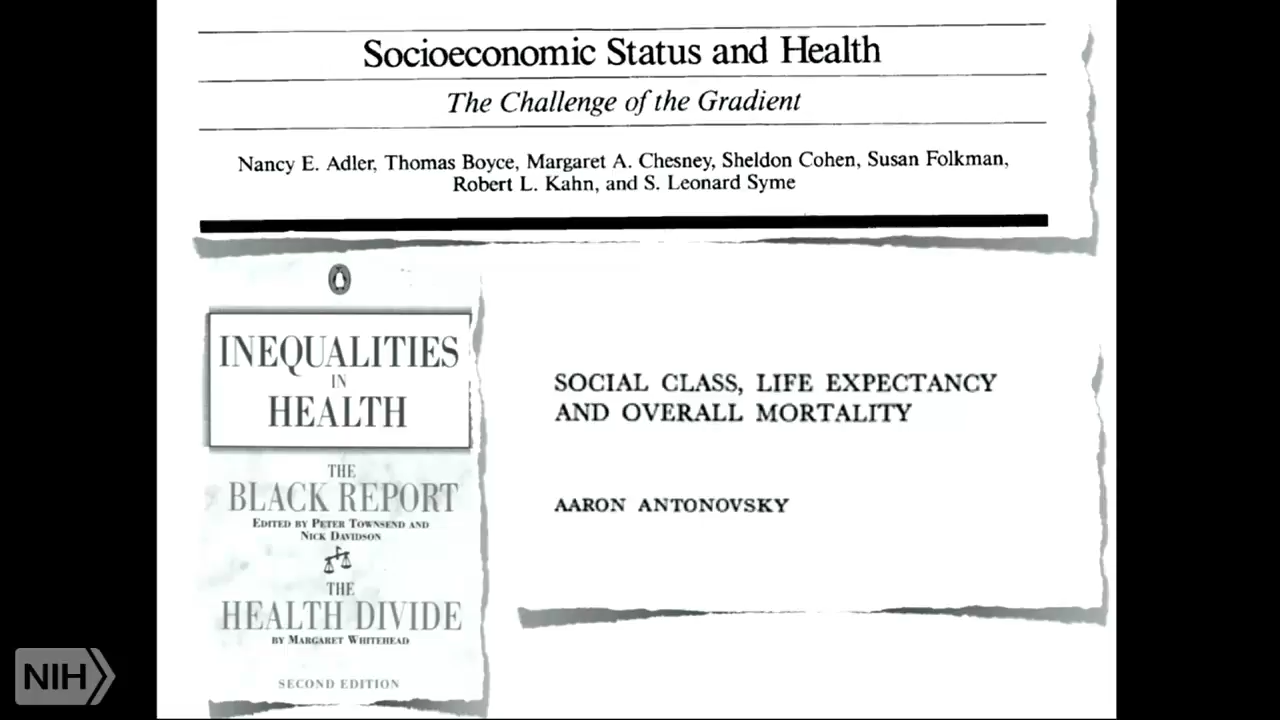 Socioeconomic Status and Health
The Challenge of the Gradient
Nancy E. Adler, Thomas Boyce, Margaret A. Chesney, Sheldon Cohen, Susan Folkman,
Robert L. Kahn, and S. Leonard Syme
INEQUALITIES
IN
HEALTH
THE
BLACK REPORT
EDITED BY PETER TOWNSEND AND
NICK DAVIDSON
THE
HEALTH DIVIDE
BY MARGARET WHITEHEAD
SECOND EDITION
SOCIAL CLASS, LIFE EXPECTANCY
AND OVERALL MORTALITY
AARON ANTONOVSKY
NIH